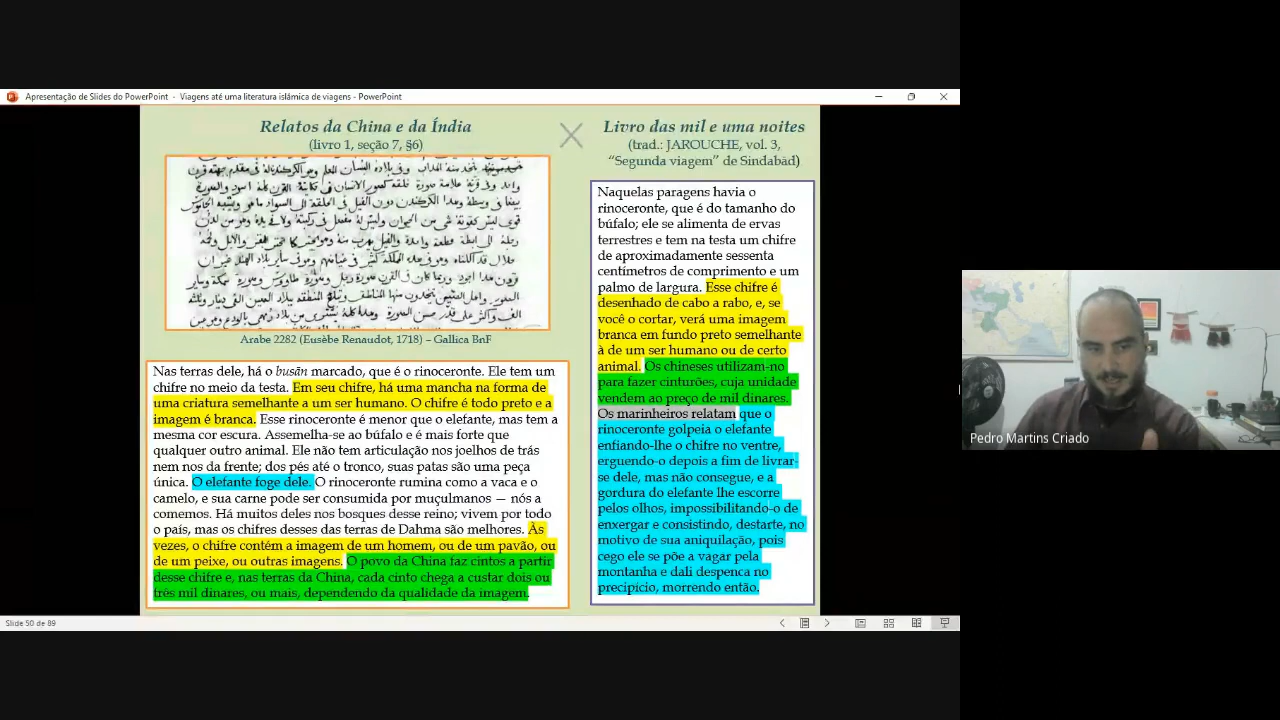 Apresentação de Slides do PowerPoint - Viagens até uma literatura islâmica de viagens - PowerPoint
Relatos da China e da Índia
(livro 1, seção 7, §6)
Arabe 2282 (Eusèbe Renaudot, 1718) – Gallica BnF
Nas terras dele, há o busān marcado, que é o rinoceronte. Ele tem um
chifre no meio da testa. Em seu chifre, há uma mancha na forma de
uma criatura semelhante a um ser humano. O chifre é todo preto e a
imagem é branca. Esse rinoceronte é menor que o elefante, mas tem a
mesma cor escura. Assemelha-se ao búfalo e é mais forte que
qualquer outro animal. Ele não tem articulação nos joelhos de trás
nem nos da frente; dos pés até o tronco, suas patas são uma peça
única. O elefante foge dele. O rinoceronte rumina como a vaca e o
camelo, e sua carne pode ser consumida por muçulmanos — nós a
comemos. Há muitos deles nos bosques desse reino; vivem por todo
o país, mas os chifres desses das terras de Dahma são melhores. Às
vezes, o chifre contém a imagem de um homem, ou de um pavão, ou
de um peixe, ou outras imagens. O povo da China faz cintos a partir
desse chifre e, nas terras da China, cada cinto chega a custar dois ou
três mil dinares, ou mais, dependendo da qualidade da imagem.
Livro das mil e uma noites
(trad.: JAROUCHE, vol. 3,
"Segunda viagem" de Sindabād)
Naquelas paragens havia o
rinoceronte, que é do tamanho do
búfalo; ele se alimenta de ervas
terrestres e tem na testa um chifre
de aproximadamente sessenta
centímetros de comprimento e um
palmo de largura. Esse chifre é
desenhado de cabo a rabo, e, se
você o cortar, verá uma imagem
branca em fundo preto semelhante
à de um ser humano ou de certo
animal. Os chineses utilizam-no
para fazer cinturões, cuja unidade
vendem ao preço de mil dinares.
Os marinheiros relatam que o
rinoceronte golpeia o elefante
enfiando-lhe o chifre no ventre,
erguendo-o depois a fim de livrar-
se dele, mas não consegue, e a
gordura do elefante lhe escorre
pelos olhos, impossibilitando-o de
enxergar e consistindo, destarte, no
motivo de sua aniquilação, pois
cego ele se põe a vagar pela
montanha e dali despenca no
precipício, morrendo então.
Slide 50 de 89
Pedro Martins Criado